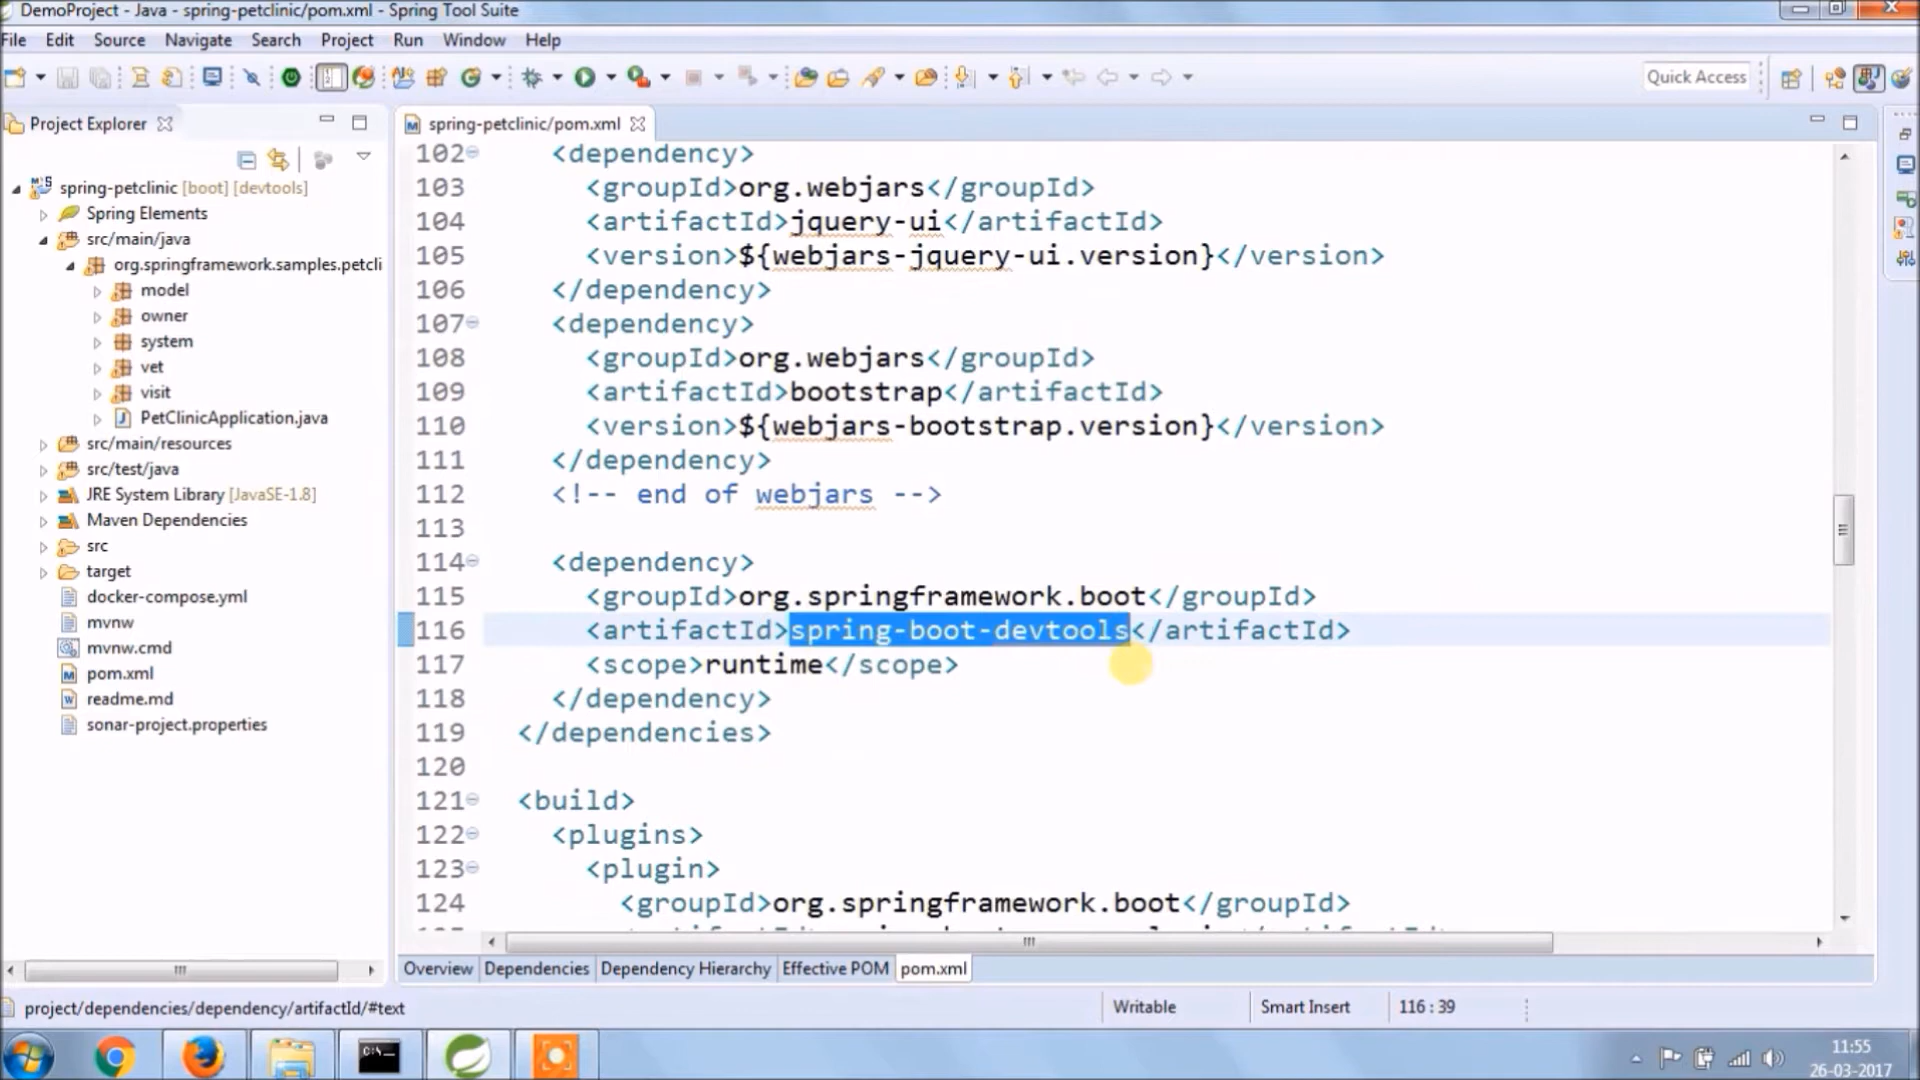 DemoProject - Java - spring-petclinic/pom.xml - Spring Tool Suite
File Edit Source Navigate Search Project Run Window Help
Quick Access
Project Explorer
spring-petclinic [boot] [devtools]
Spring Elements
src/main/java
org.springframework.samples.petcli
model
owner
system
vet
visit
PetClinicApplication.java
src/main/resources
src/test/java
JRE System Library [JavaSE-1.8]
Maven Dependencies
src
target
docker-compose.yml
mvnw
mvnw.cmd
pom.xml
readme.md
sonar-project.properties
spring-petclinic/pom.xml
102 <dependency>
103 <groupId>org.webjars</groupId>
104 <artifactId>jquery-ui</artifactId>
105 <version>${webjars-jquery-ui.version}</version>
106 </dependency>
107 <dependency>
108 <groupId>org.webjars</groupId>
109 <artifactId>bootstrap</artifactId>
110 <version>${webjars-bootstrap.version}</version>
111 </dependency>
112 <!-- end of webjars -->
113
114 <dependency>
115 <groupId>org.springframework.boot</groupId>
116 <artifactId>spring-boot-devtools</artifactId>
117 <scope>runtime</scope>
118 </dependency>
119 </dependencies>
120
121 <build>
122 <plugins>
123 <plugin>
124 <groupId>org.springframework.boot</groupId>
Overview Dependencies Dependency Hierarchy Effective POM pom.xml
project/dependencies/dependency/artifactId/#text
Writable Smart Insert 116 : 39
11:55
26-03-2017